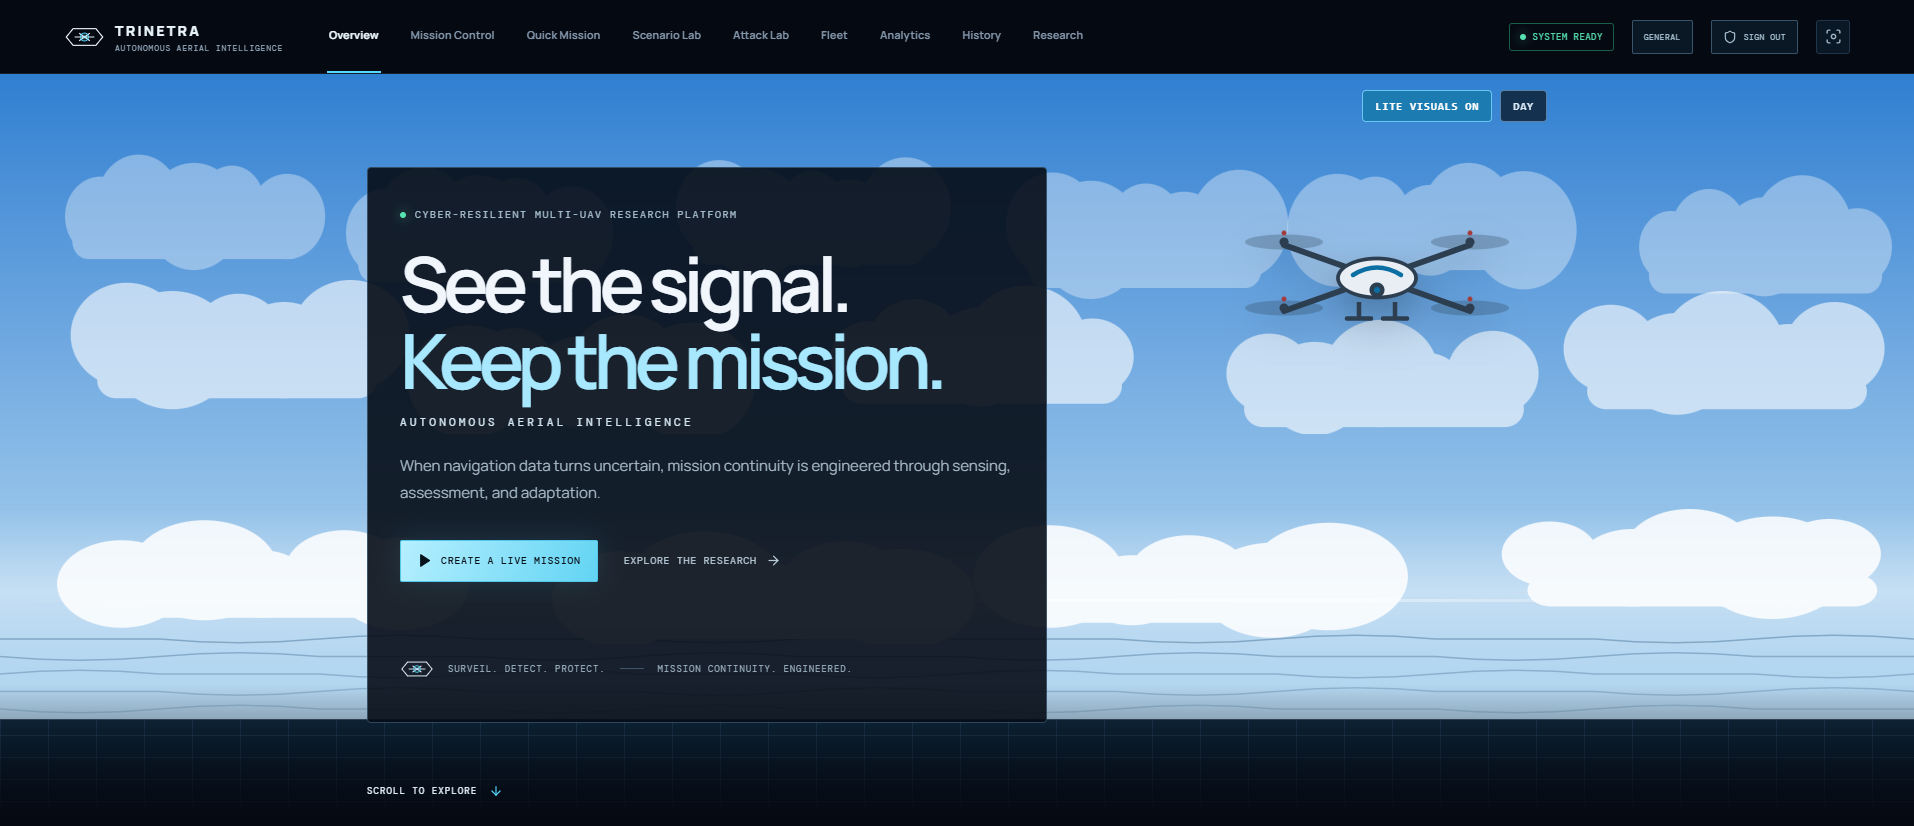 TRINETRA
AUTONOMOUS AERIAL INTELLIGENCE
Overview
Mission Control
Quick Mission
Scenario Lab
Attack Lab
Fleet
Analytics
History
Research
SYSTEM READY
GENERAL
SIGN OUT
LITE VISUALS ON
DAY
CYBER-RESILIENT MULTI-UAV RESEARCH PLATFORM
See the signal.
Keep the mission.
AUTONOMOUS AERIAL INTELLIGENCE
When navigation data turns uncertain, mission continuity is engineered through sensing,
assessment, and adaptation.
CREATE A LIVE MISSION
EXPLORE THE RESEARCH
SURVEIL. DETECT. PROTECT.
MISSION CONTINUITY. ENGINEERED.
SCROLL TO EXPLORE